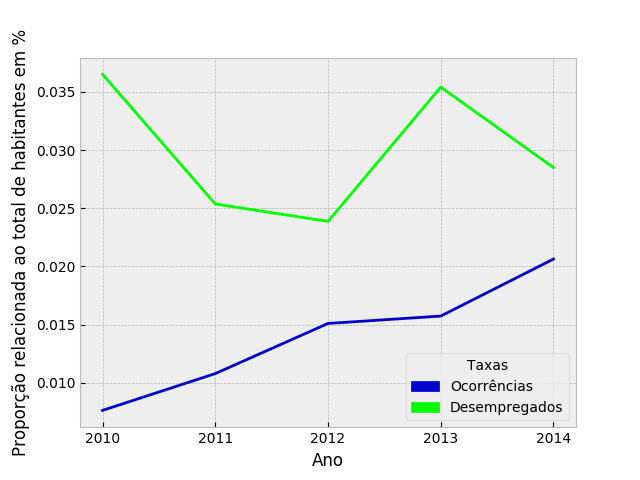 Proporção relacionada ao total de habitantes em %
0.035
0.030
0.025
0.020
0.015
0.010
Taxas
Ocorrências
Desempregados
2010 2011 2012 2013 2014
Ano